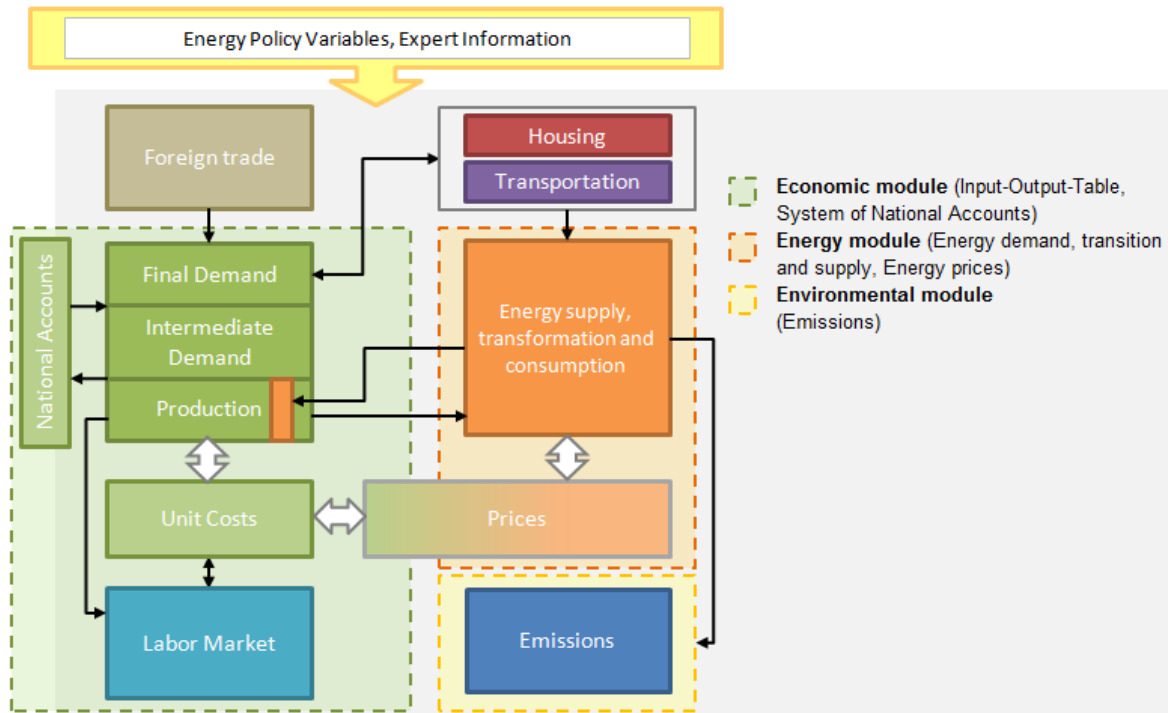 Energy Policy Variables, Expert Information
Foreign trade
Housing
Transportation
National Accounts
Final Demand
Intermediate
Demand
Production
Energy supply,
transformation and
consumption
Unit Costs
Prices
Labor Market
Emissions
Economic module (Input-Output-Table,
System of National Accounts)
Energy module (Energy demand, transition
and supply, Energy prices)
Environmental module
(Emissions)